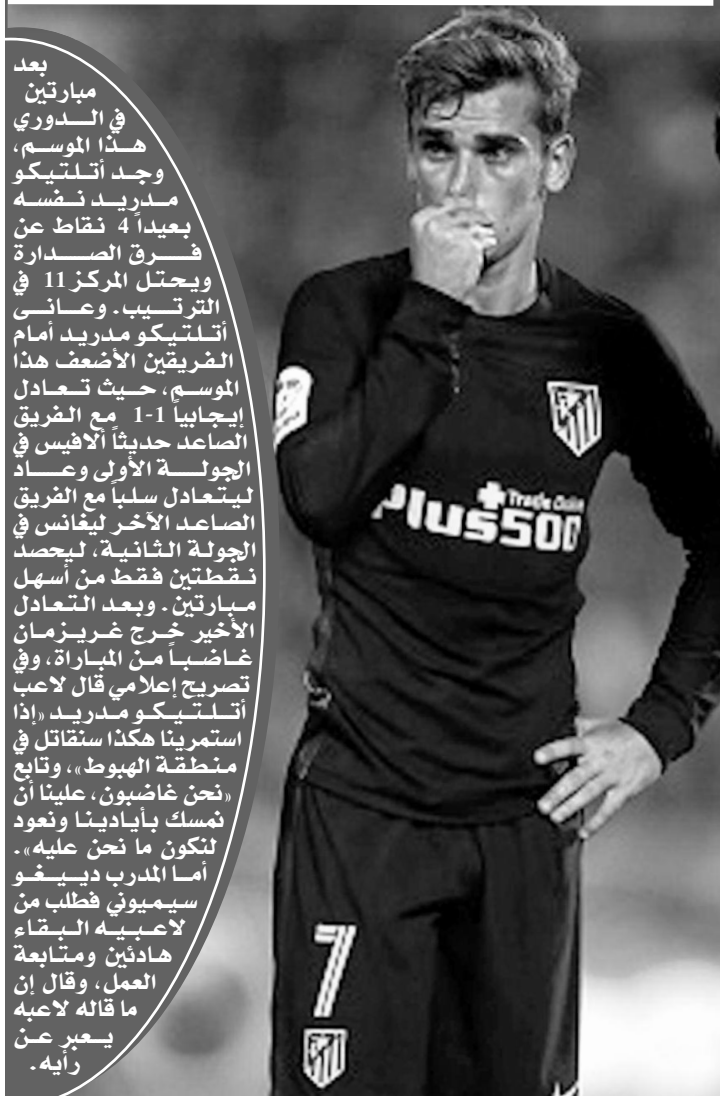 بعد
مبارتين
في الدوري
هذا الموسم،
وجد أتلتيكو
مدريد نفسه
بعيداً 4 نقاط عن
فرق الصدارة
ويحتل المركز 11 في
الترتيب. وعانى
أتلتيكو مدريد أمام
الفريقين الأضعف هذا
الموسم، حيث تعادل
إيجابياً 1-1 مع الفريق
الصاعد حديثاً ألافيس في
الجولة الأولى وعاد
ليتعادل سلباً مع الفريق
الصاعد الآخر ليغانس في
الجولة الثانية، ليحصد
نقطتين فقط من أسهل
مبارتين. وبعد التعادل
الأخير خرج غريزمان
غاضباً من المباراة، وفي
تصريح إعلامي قال لاعب
أتلتيكو مدريد «إذا
استمرينا هكذا سنقاتل في
منطقة الهبوط»، وتابع
«نحن غاضبون، علينا أن
نمسك بأيادينا ونعود
لنكون ما نحن عليه».
أما المدرب دييغو
سيميوني فطلب من
لاعبيه البقاء
هادئين ومتابعة
العمل، وقال إن
ما قاله لاعبه
يعبر عن
رأيه.
Plus500
7